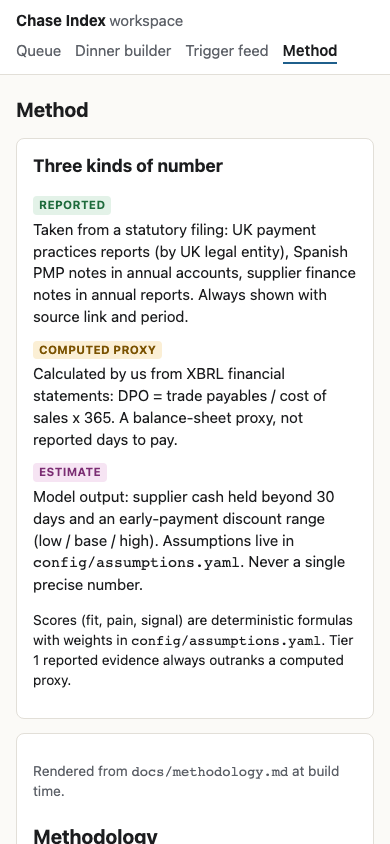 Chase Index workspace
Queue Dinner builder Trigger feed Method
Method
Three kinds of number
REPORTED
Taken from a statutory filing: UK payment
practices reports (by UK legal entity), Spanish
PMP notes in annual accounts, supplier finance
notes in annual reports. Always shown with
source link and period.
COMPUTED PROXY
Calculated by us from XBRL financial
statements: DPO = trade payables / cost of
sales x 365. A balance-sheet proxy, not
reported days to pay.
ESTIMATE
Model output: supplier cash held beyond 30
days and an early-payment discount range
(low / base / high). Assumptions live in
config/assumptions.yaml. Never a single
precise number.
Scores (fit, pain, signal) are deterministic formulas
with weights in config/assumptions.yaml. Tier
1 reported evidence always outranks a computed
proxy.
Rendered from docs/methodology.md at build
time.
Methodology